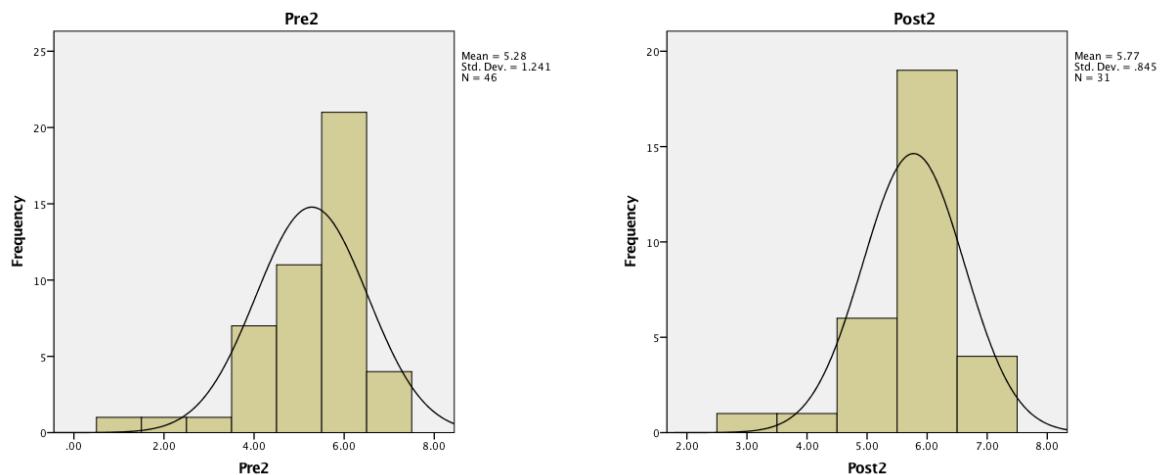 Pre2
Mean = 5.28
Std. Dev. = 1.241
N = 46
Frequency
25
20
15
10
5
0
.00 2.00 4.00 6.00 8.00
Pre2
Post2
Mean = 5.77
Std. Dev. = .845
N = 31
Frequency
20
15
10
5
0
2.00 3.00 4.00 5.00 6.00 7.00 8.00
Post2